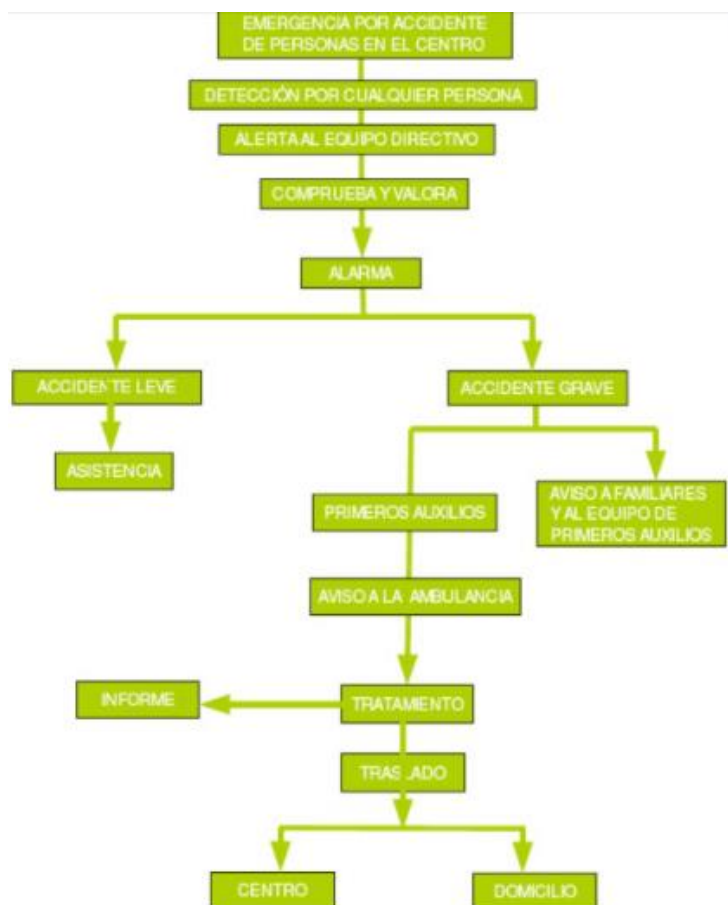 EMERGENCIA POR ACCIDENTE
DE PERSONAS EN EL CENTRO
DETECCIÓN POR CUALQUIER PERSONA
ALERTA AL EQUIPO DIRECTIVO
COMPRUEBA Y VALORA
ALARMA
ACCIDENTE LEVE
ACCIDENTE GRAVE
ASISTENCIA
PRIMEROS AUXILIOS
AVISO A FAMILIARES
Y AL EQUIPO DE
PRIMEROS AUXILIOS
AVISO A LA AMBULANCIA
INFORME
TRATAMIENTO
TRASLADO
CENTRO
DOMICILIO